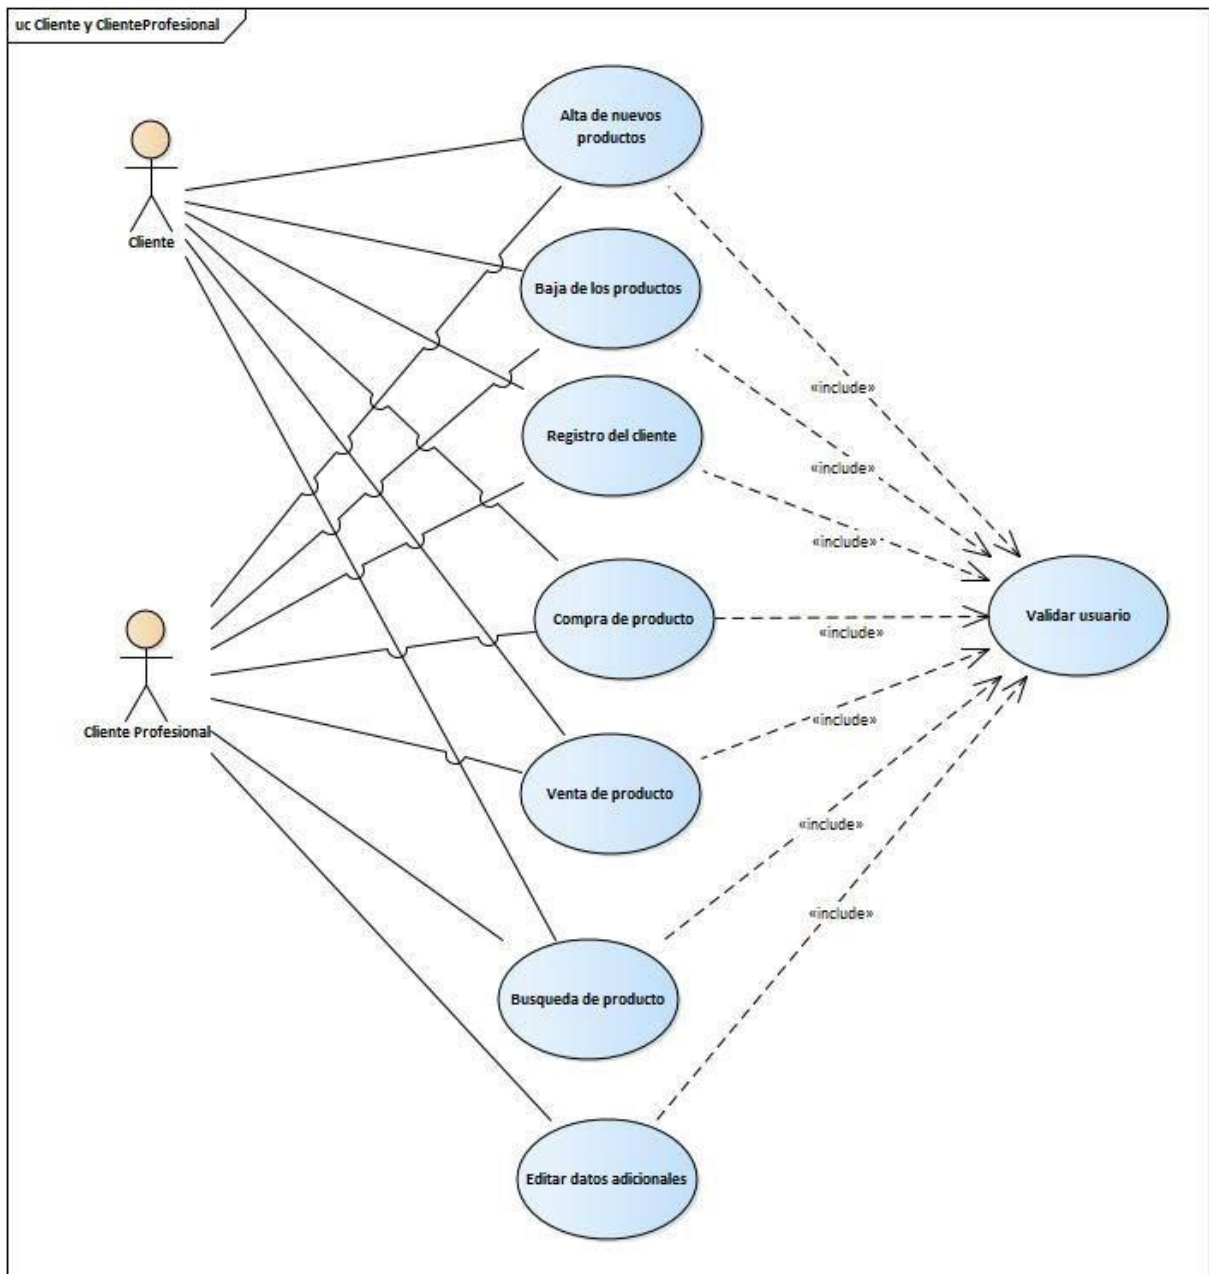 uc Cliente y ClienteProfesional
Alta de nuevos
productos
Cliente
Baja de los productos
«include»
Registro del cliente
«include»
«include»
Compra de producto
«include»
Validar usuario
Cliente Profesional
«include»
Venta de producto
«include»
«include»
Busqueda de producto
Editar datos adicionales